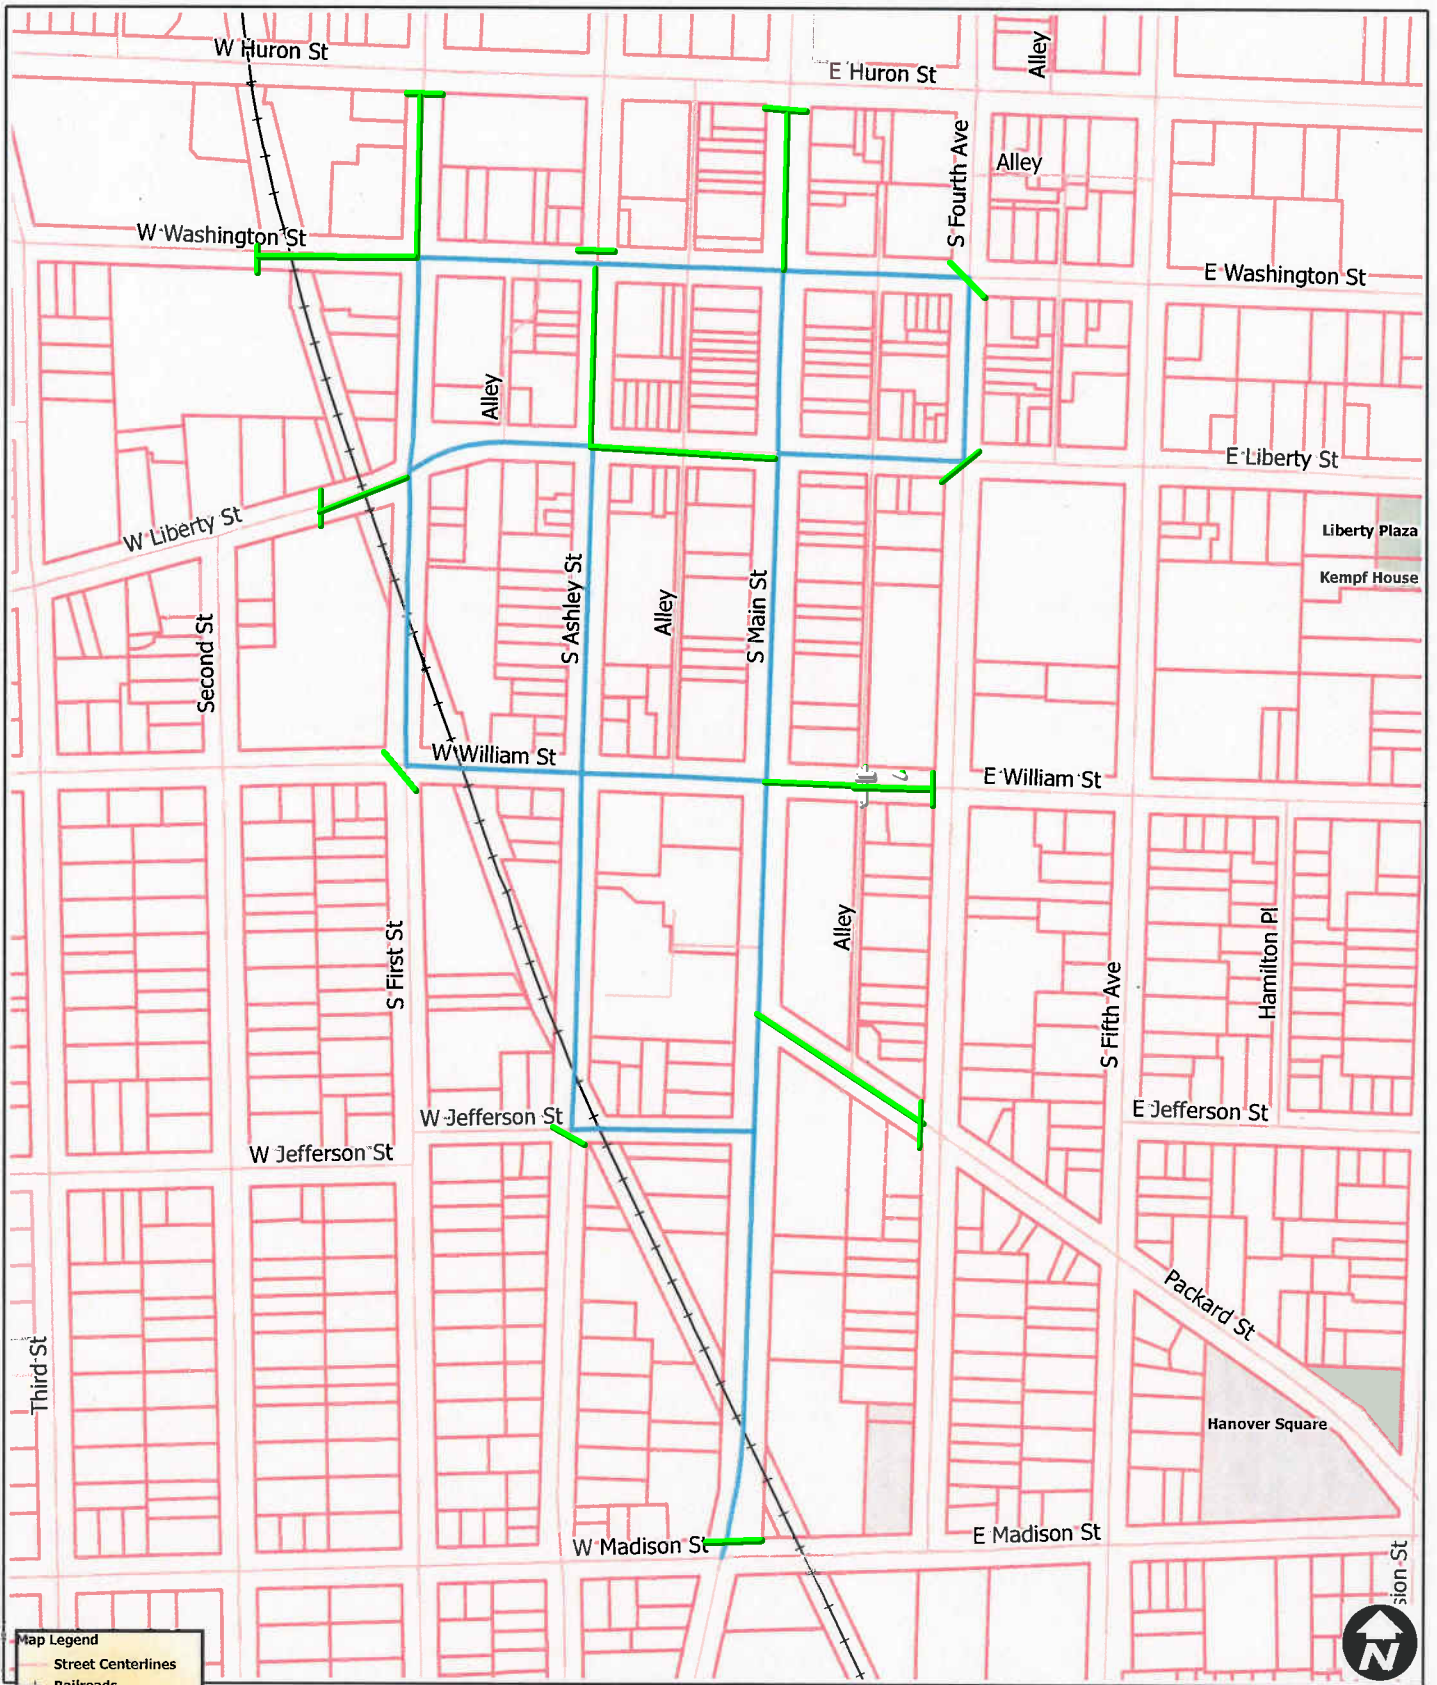 W Huron St
Alley
E Huron St
S Fourth Ave
Alley
W Washington St
E Washington St
Alley
E Liberty St
W Liberty St
Liberty Plaza
Kempf House
S Ashley St
S Main St
Alley
Second St
W William St
E William St
Alley
Hamilton Pl
S First St
S Fifth Ave
W Jefferson St
E Jefferson St
W Jefferson St
Packard St
Third St
Hanover Square
W Madison St
E Madison St
sion St
Map Legend
Street Centerlines
Railroads
N